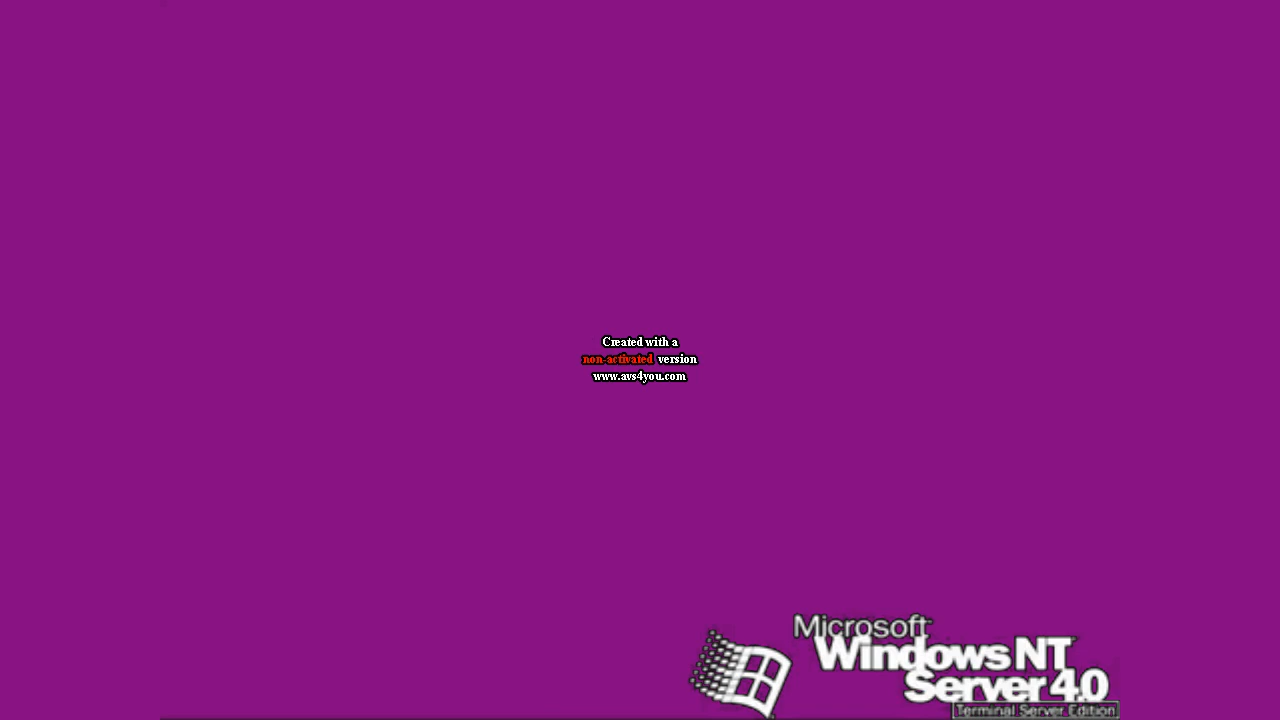 Created with a
non-activated version
www.avs4you.com
Microsoft
Windows NT
Server 4.0
Terminal Server Edition